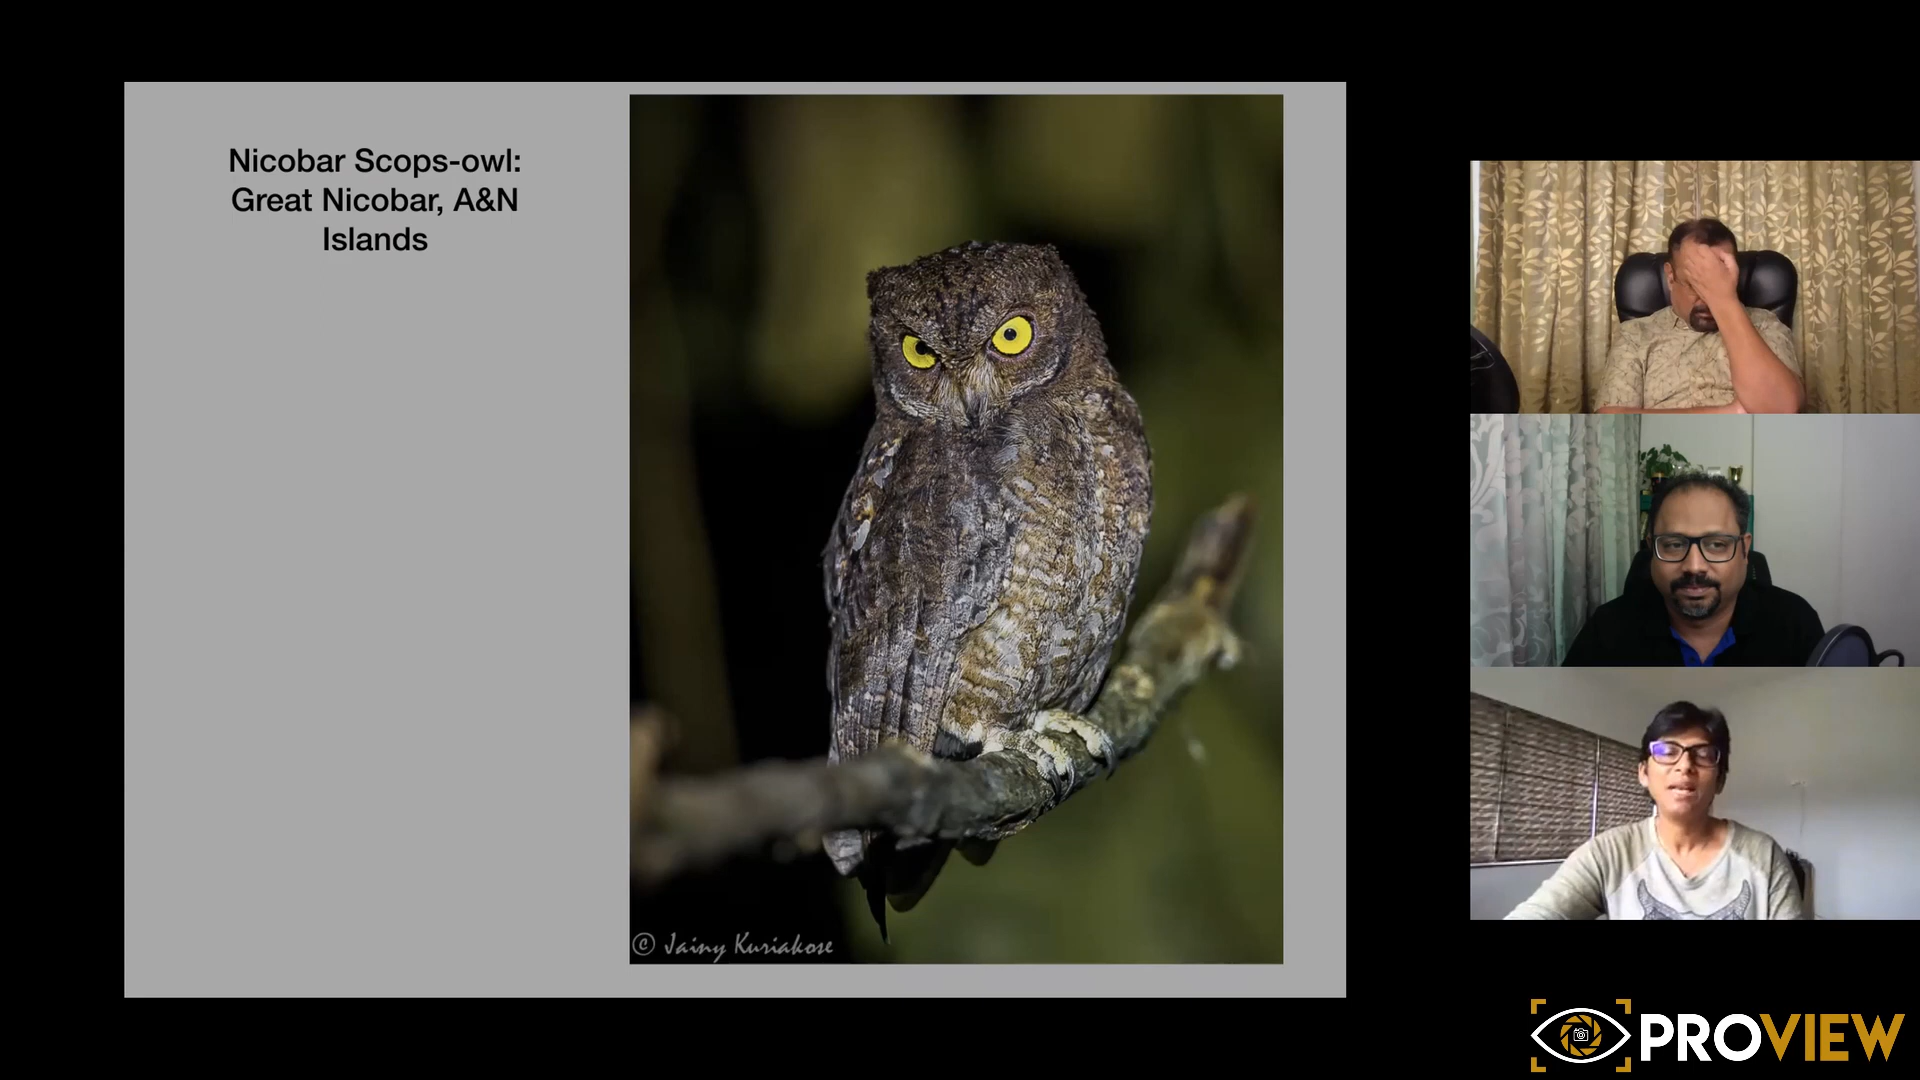 Nicobar Scops-owl:
Great Nicobar, A&N
Islands
© Jainy Kuriakose
PROVIEW